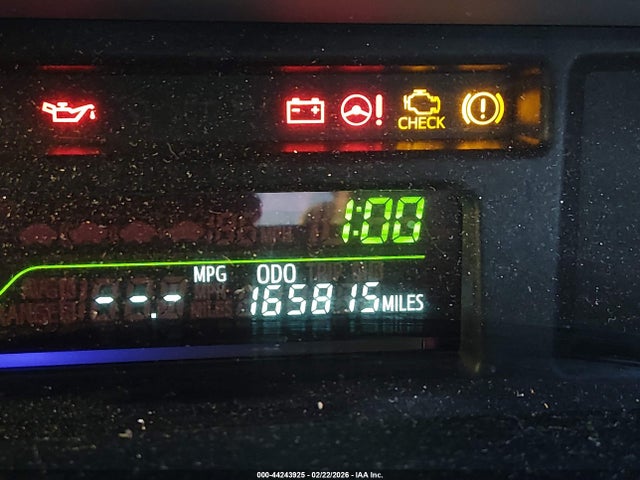 CHECK
1:00
MPG ODO
--.- 165815 MILES
000-44243925 - 02/22/2026 - IAA Inc.